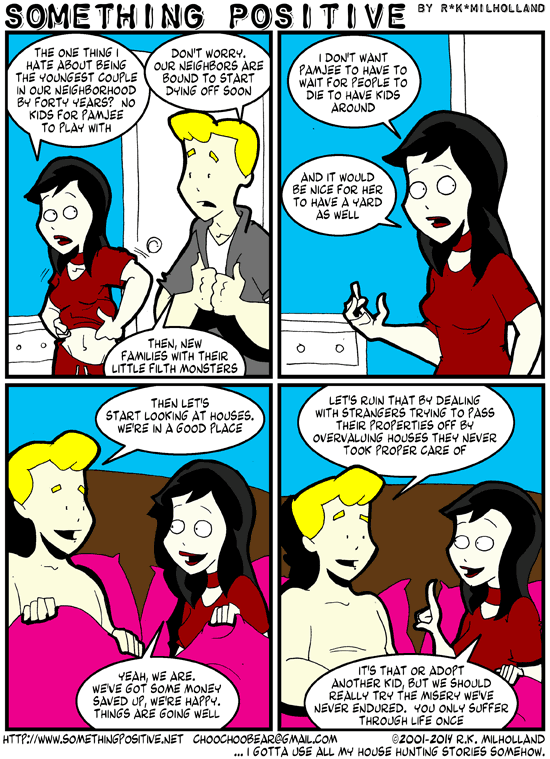 SOMETHING POSITIVE BY R*K*MILHOLLAND
THE ONE THING I
HATE ABOUT BEING
THE YOUNGEST COUPLE
IN OUR NEIGHBORHOOD
BY FORTY YEARS? NO
KIDS FOR PAMJEE
TO PLAY WITH
DON'T WORRY.
OUR NEIGHBORS ARE
BOUND TO START
DYING OFF SOON
THEN, NEW
FAMILIES WITH THEIR
LITTLE FILTH MONSTERS
I DON'T WANT
PAMJEE TO HAVE TO
WAIT FOR PEOPLE TO
DIE TO HAVE KIDS
AROUND
AND IT WOULD
BE NICE FOR HER
TO HAVE A YARD
AS WELL
THEN LET'S
START LOOKING AT HOUSES.
WE'RE IN A GOOD PLACE
YEAH, WE ARE.
WE'VE GOT SOME MONEY
SAVED UP, WE'RE HAPPY.
THINGS ARE GOING WELL
LET'S RUIN THAT BY DEALING
WITH STRANGERS TRYING TO PASS
THEIR PROPERTIES OFF BY
OVERVALUING HOUSES THEY NEVER
TOOK PROPER CARE OF
IT'S THAT OR ADOPT
ANOTHER KID, BUT WE SHOULD
REALLY TRY THE MISERY WE'VE
NEVER ENDURED. YOU ONLY SUFFER
THROUGH LIFE ONCE
HTTP://WWW.SOMETHINGPOSITIVE.NET CHOOCHOOBEAR@GMAIL.COM ©2001-2014 R.K. MILHOLLAND
... I GOTTA USE ALL MY HOUSE HUNTING STORIES SOMEHOW.